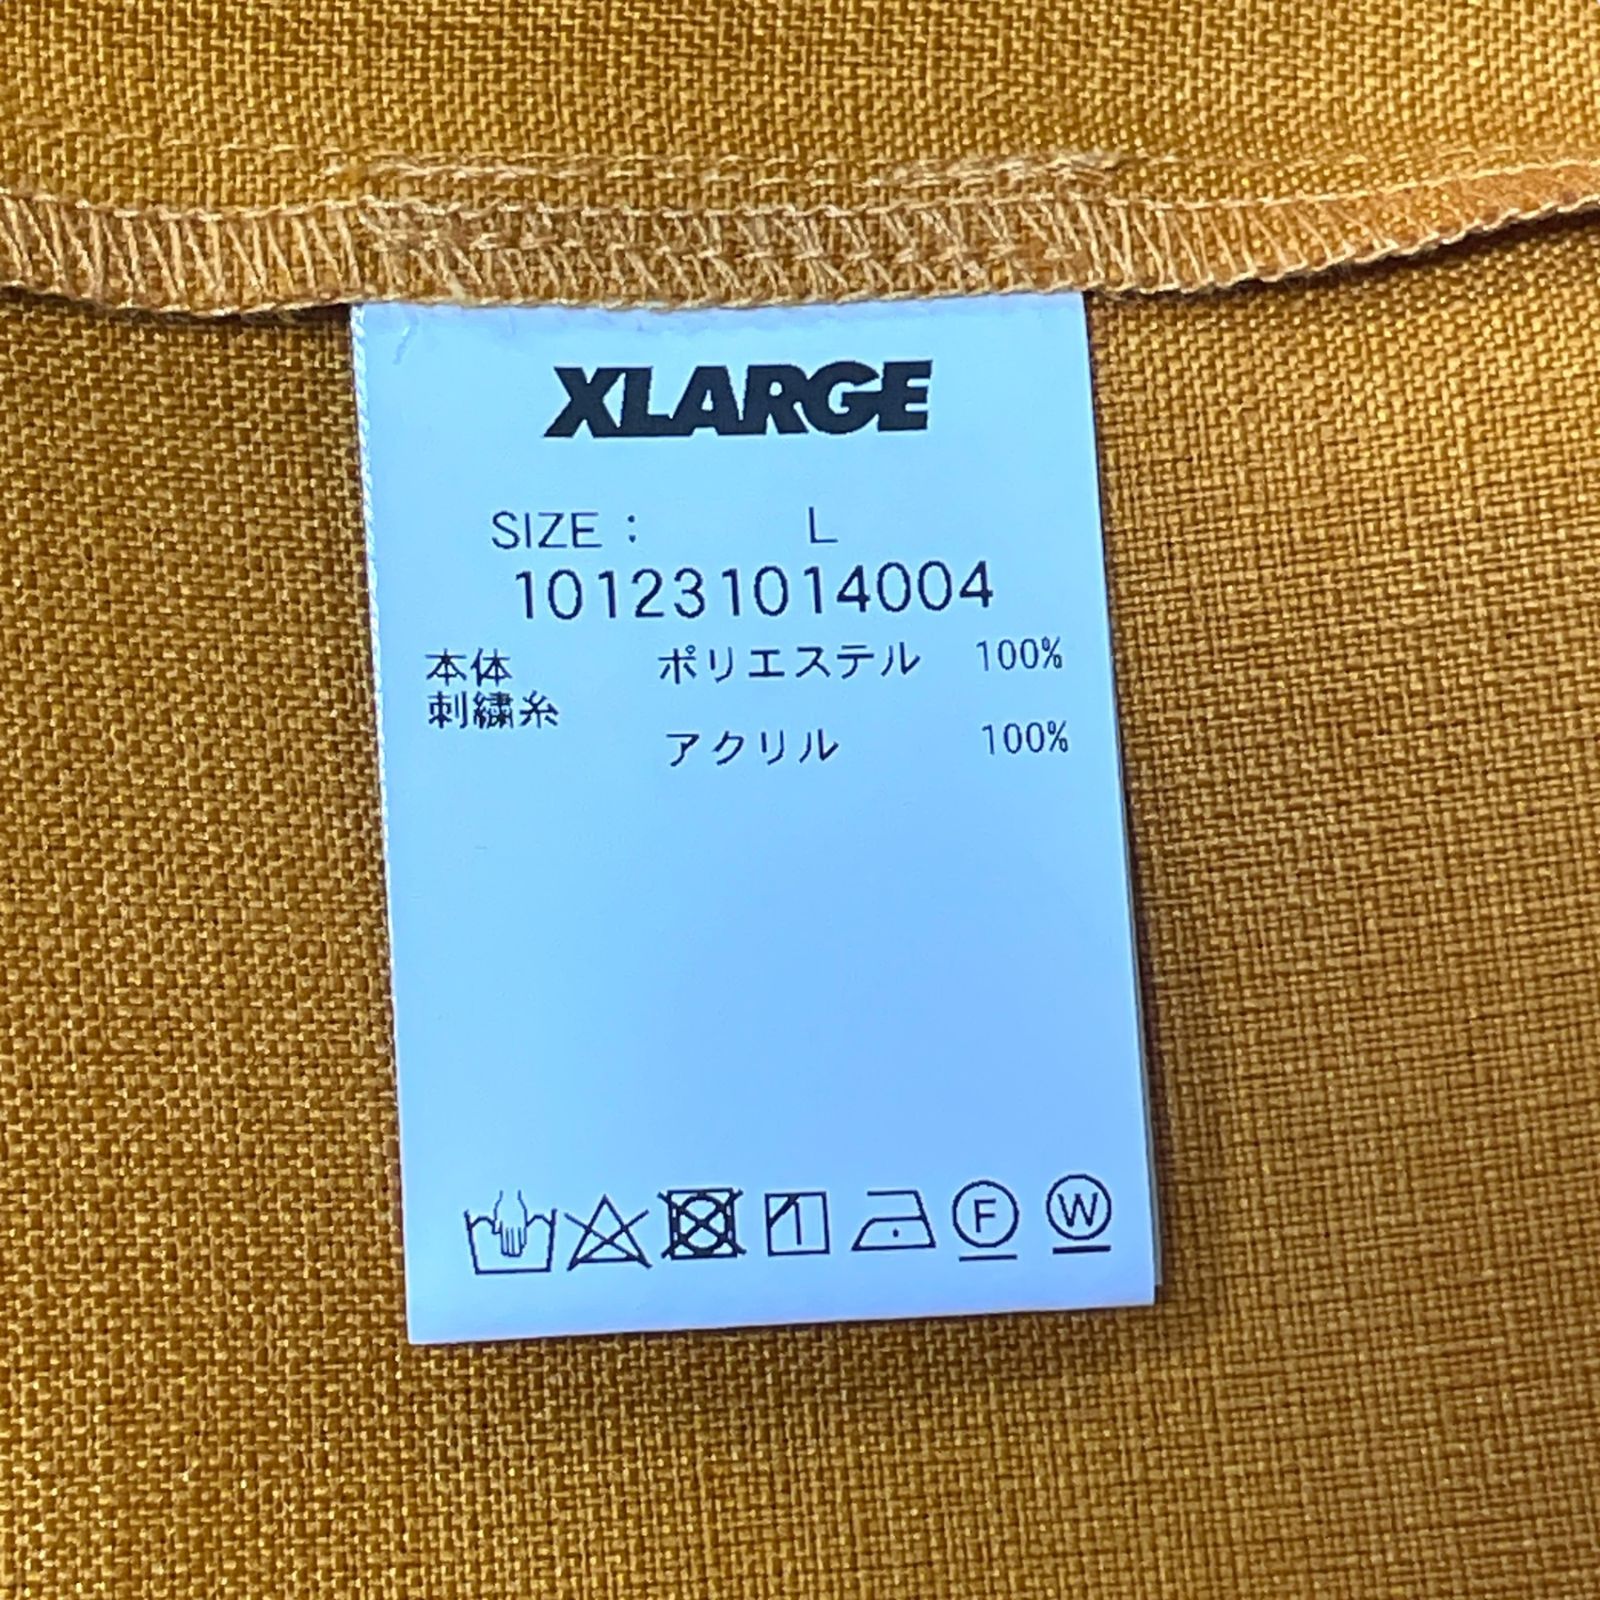 XLARGE
SIZE : L
101231014004
本体 ポリエステル 100%
刺繍糸
アクリル 100%
F W